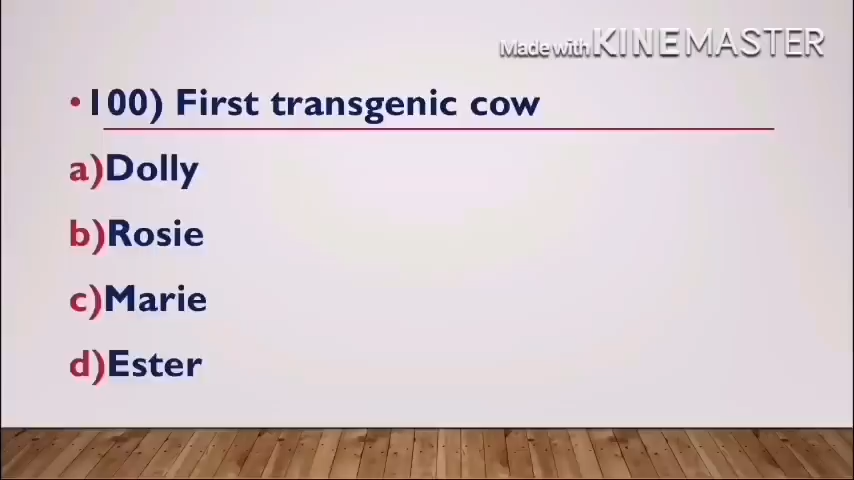 Made with KINEMASTER
• 100) First transgenic cow
a)Dolly
b)Rosie
c)Marie
d)Ester